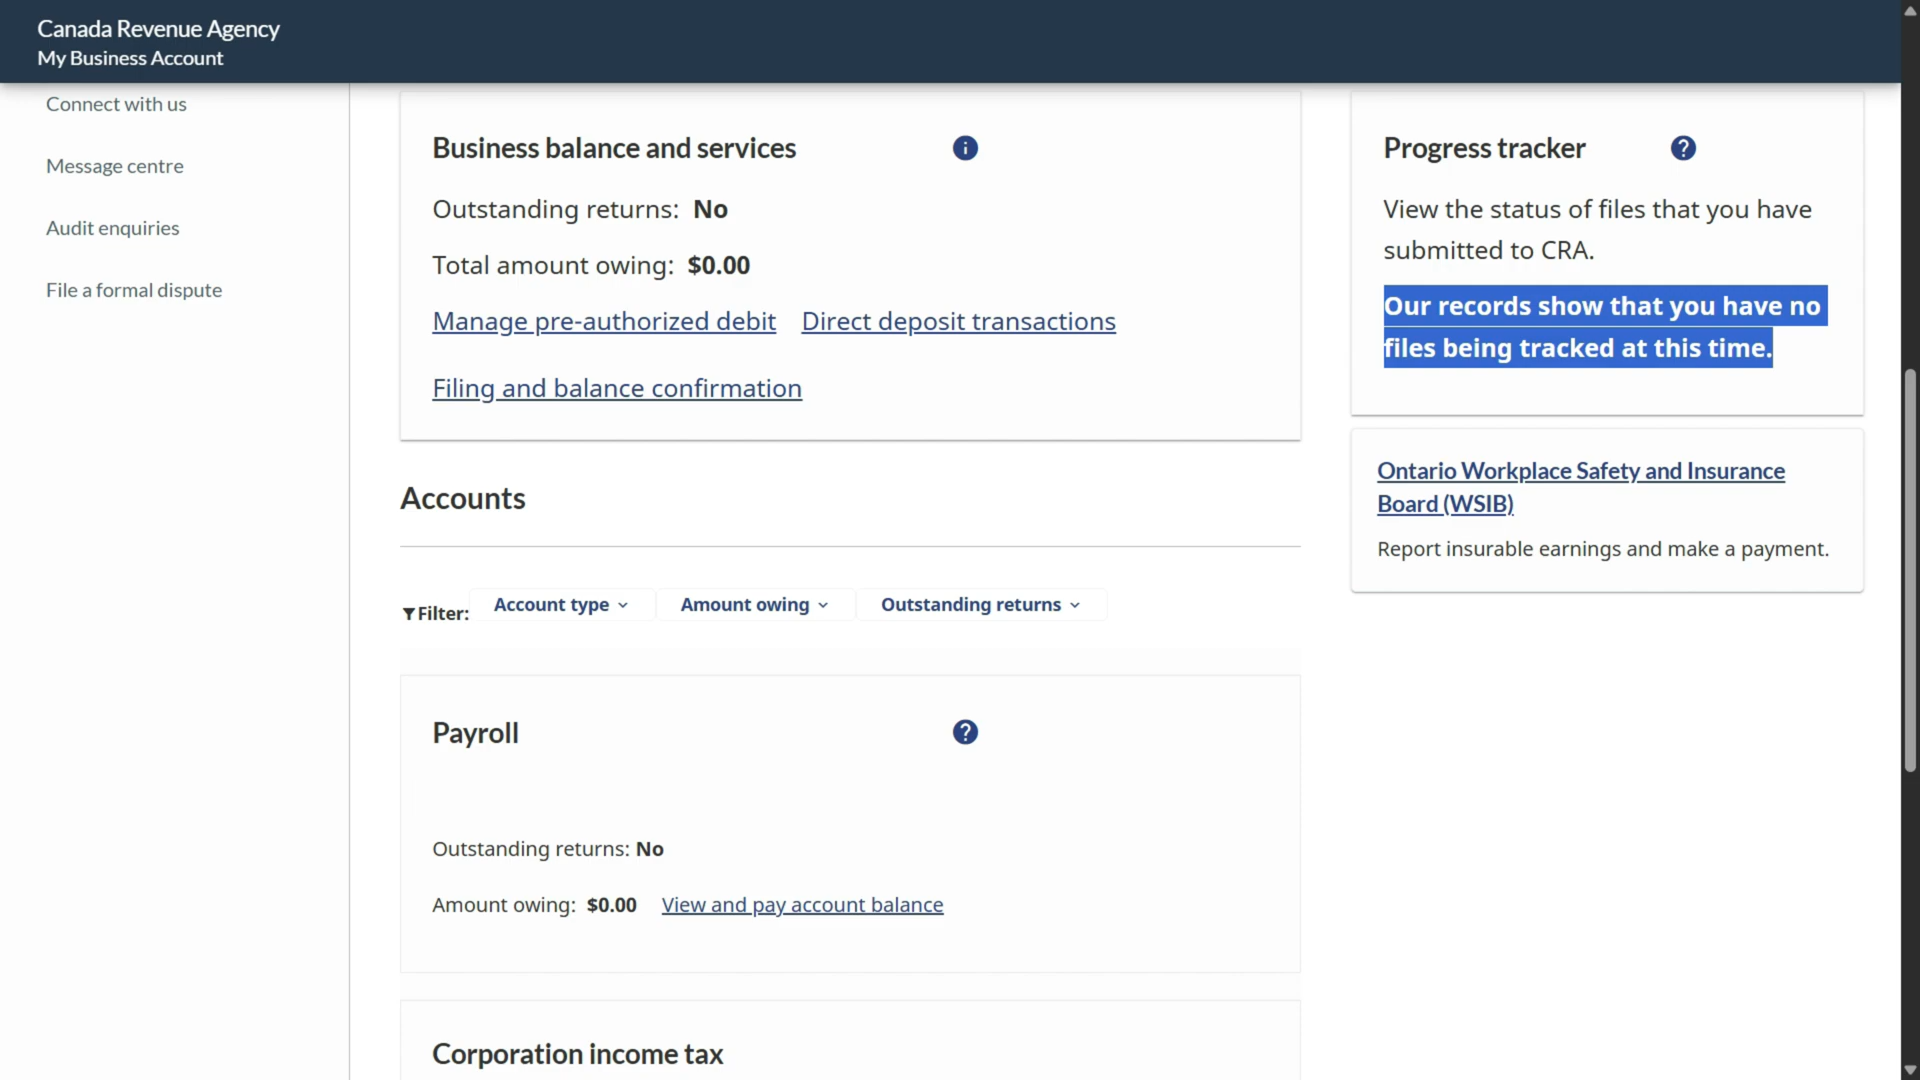 Canada Revenue Agency
My Business Account
Connect with us
Message centre
Audit enquiries
File a formal dispute
Business balance and services
Outstanding returns: No
Total amount owing: $0.00
Manage pre-authorized debit Direct deposit transactions
Filing and balance confirmation
Accounts
Filter: Account type Amount owing Outstanding returns
Payroll
Outstanding returns: No
Amount owing: $0.00 View and pay account balance
Corporation income tax
Progress tracker
View the status of files that you have
submitted to CRA.
Our records show that you have no
files being tracked at this time.
Ontario Workplace Safety and Insurance
Board (WSIB)
Report insurable earnings and make a payment.